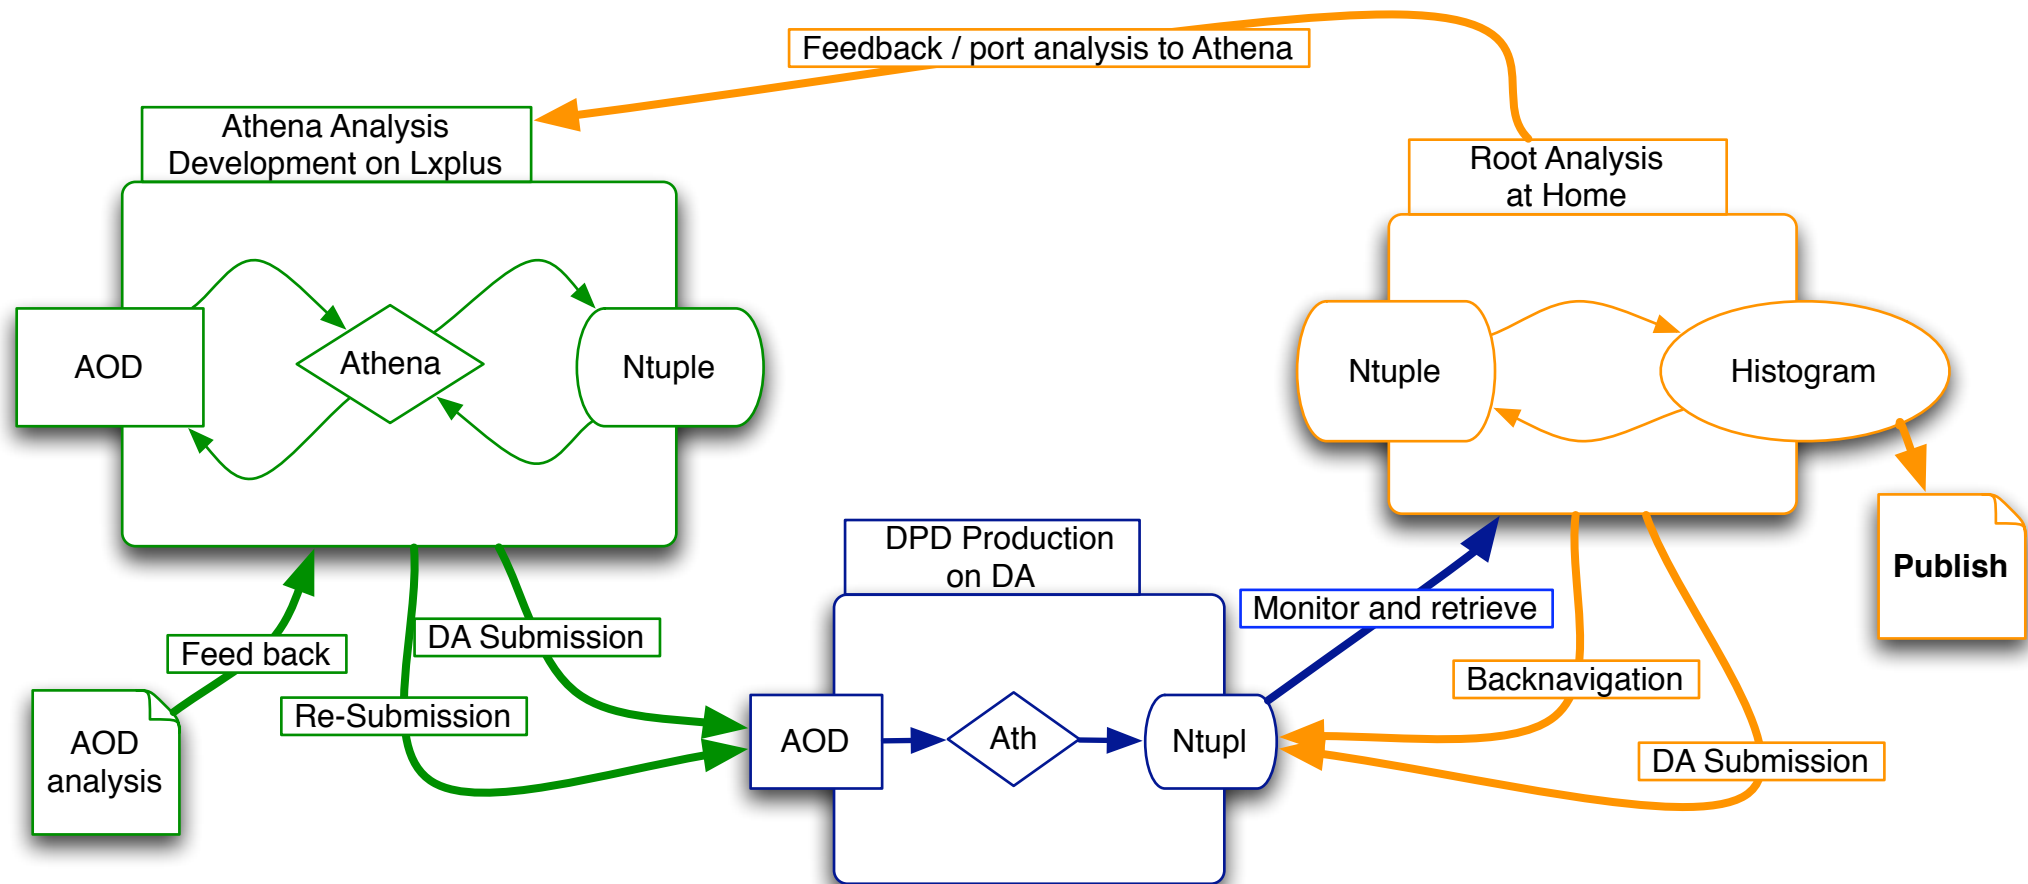 Feedback / port analysis to Athena
Athena Analysis
Development on Lxplus
Root Analysis
at Home
AOD
Athena
Ntuple
Ntuple
Histogram
DPD Production
on DA
Publish
Monitor and retrieve
DA Submission
Feed back
Backnavigation
Re-Submission
AOD
analysis
AOD
Ath
Ntupl
DA Submission